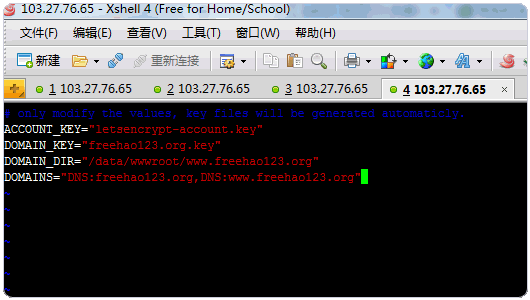 103.27.76.65 - Xshell 4 (Free for Home/School)
文件(F) 编辑(E) 查看(V) 工具(T) 窗口(W) 帮助(H)
新建 重新连接
1 103.27.76.65 2 103.27.76.65 3 103.27.76.65 4 103.27.76.65 ×
# only modify the values, key files will be generated automaticly.
ACCOUNT_KEY="letsencrypt-account.key"
DOMAIN_KEY="freehao123.org.key"
DOMAIN_DIR="/data/wwwroot/www.freehao123.org"
DOMAINS="DNS:freehao123.org,DNS:www.freehao123.org"
~
~
~
~
~
~
~